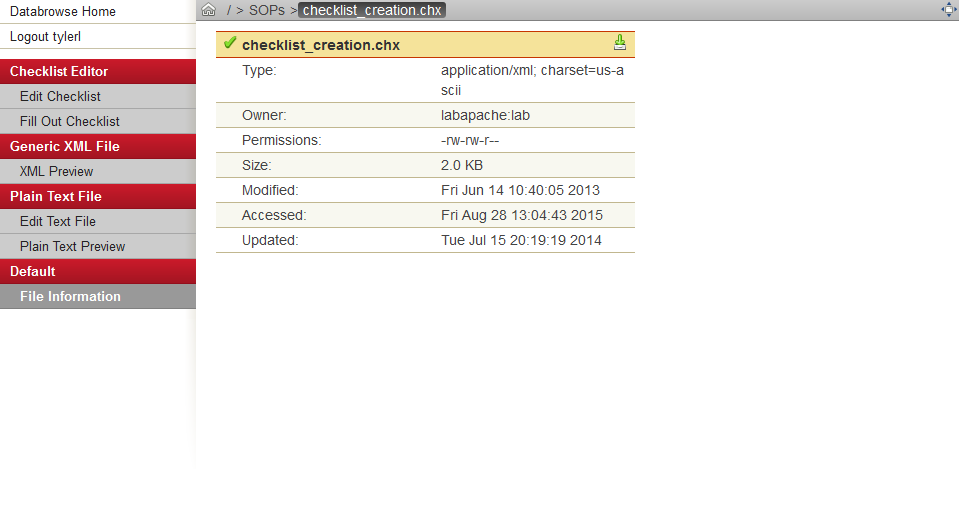 Databrowse Home
Logout tylerl
Checklist Editor
Edit Checklist
Fill Out Checklist
Generic XML File
XML Preview
Plain Text File
Edit Text File
Plain Text Preview
Default
File Information
/ > SOPs > checklist_creation.chx
checklist_creation.chx
Type: application/xml; charset=us-a
scii
Owner: labapache:lab
Permissions: -rw-rw-r--
Size: 2.0 KB
Modified: Fri Jun 14 10:40:05 2013
Accessed: Fri Aug 28 13:04:43 2015
Updated: Tue Jul 15 20:19:19 2014